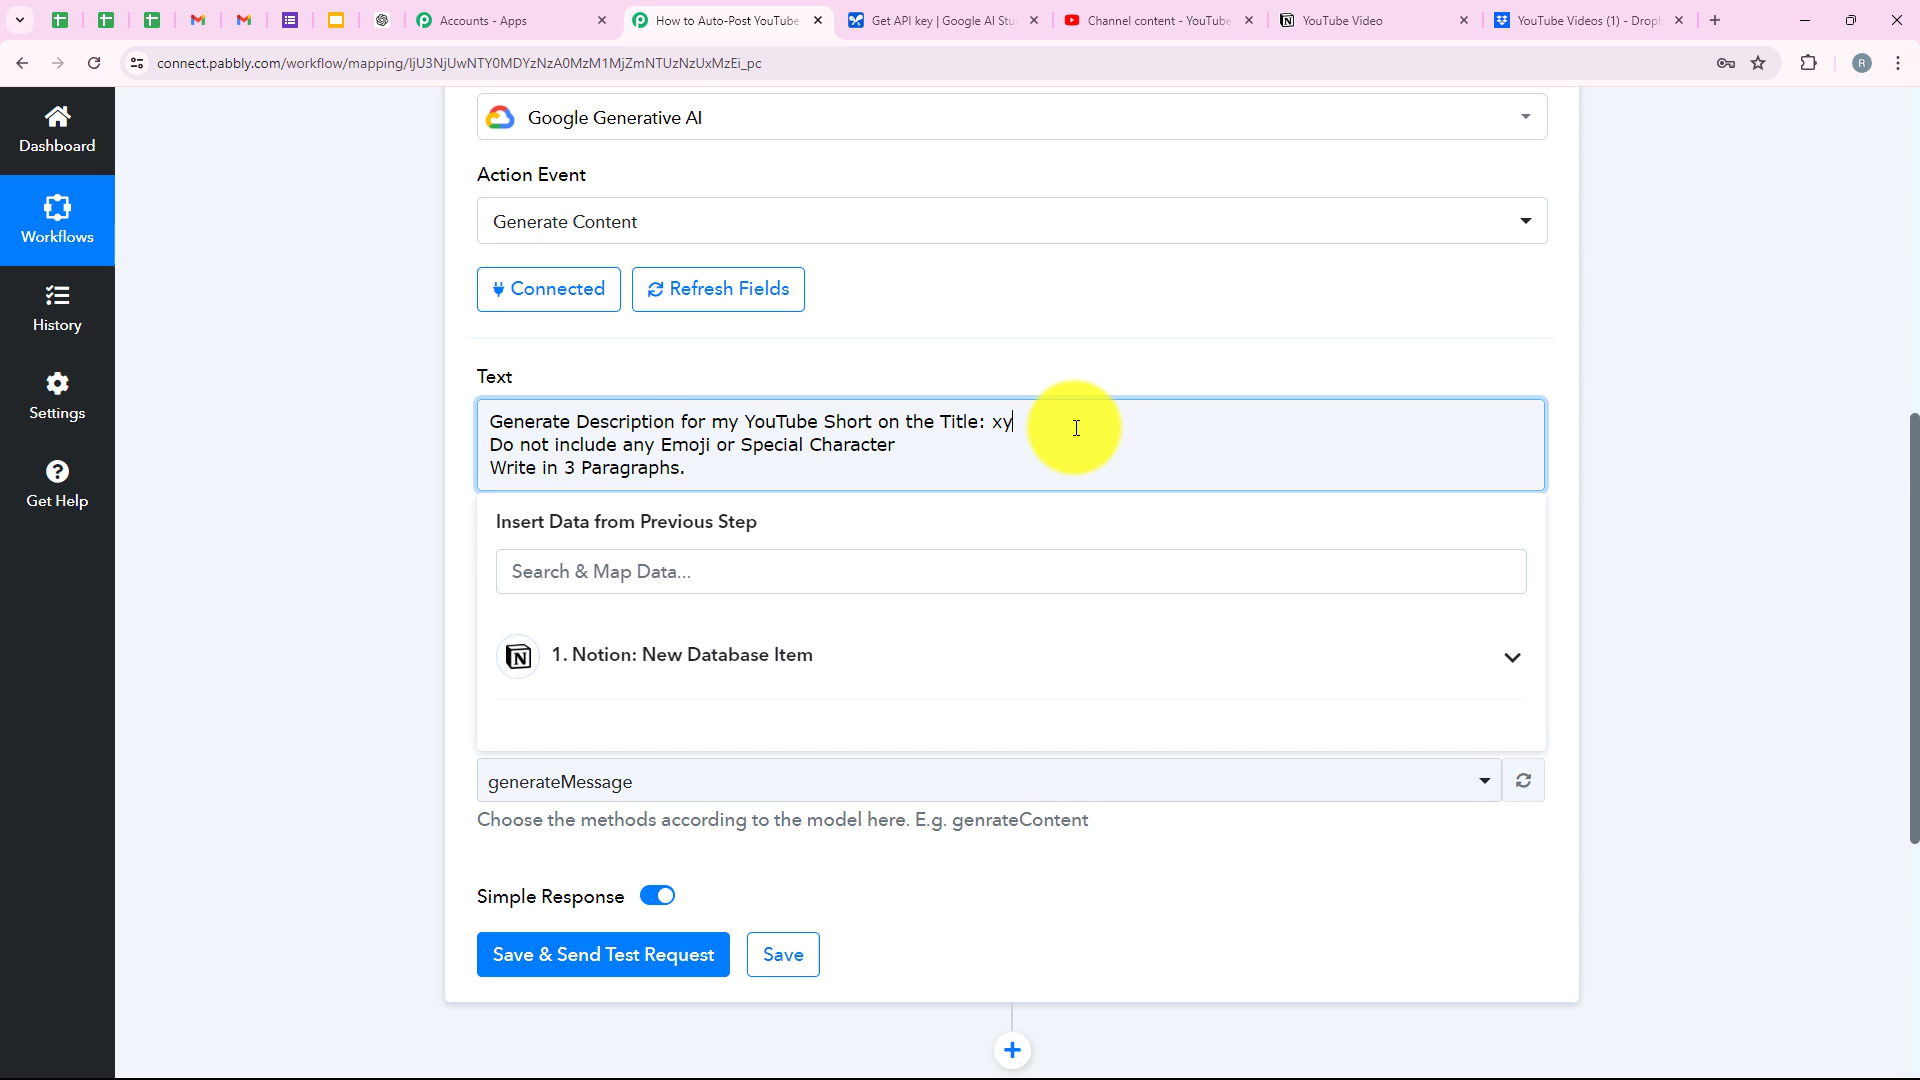 Accounts - Apps
How to Auto-Post YouTube
Get API key | Google AI Stu
Channel content - YouTube
YouTube Video
YouTube Videos (1) - Dropb
connect.pabbly.com/workflow/mapping/IjU3NjUwNTY0MDYzNzA0MzM1MjZmNTUzNzUxMzEi_pc
R
Dashboard
Workflows
History
Settings
Get Help
Google Generative AI
Action Event
Generate Content
Connected
Refresh Fields
Text
Generate Description for my YouTube Short on the Title: xy
Do not include any Emoji or Special Character
Write in 3 Paragraphs.
Insert Data from Previous Step
Search & Map Data...
1. Notion: New Database Item
generateMessage
Choose the methods according to the model here. E.g. genrateContent
Simple Response
Save & Send Test Request
Save